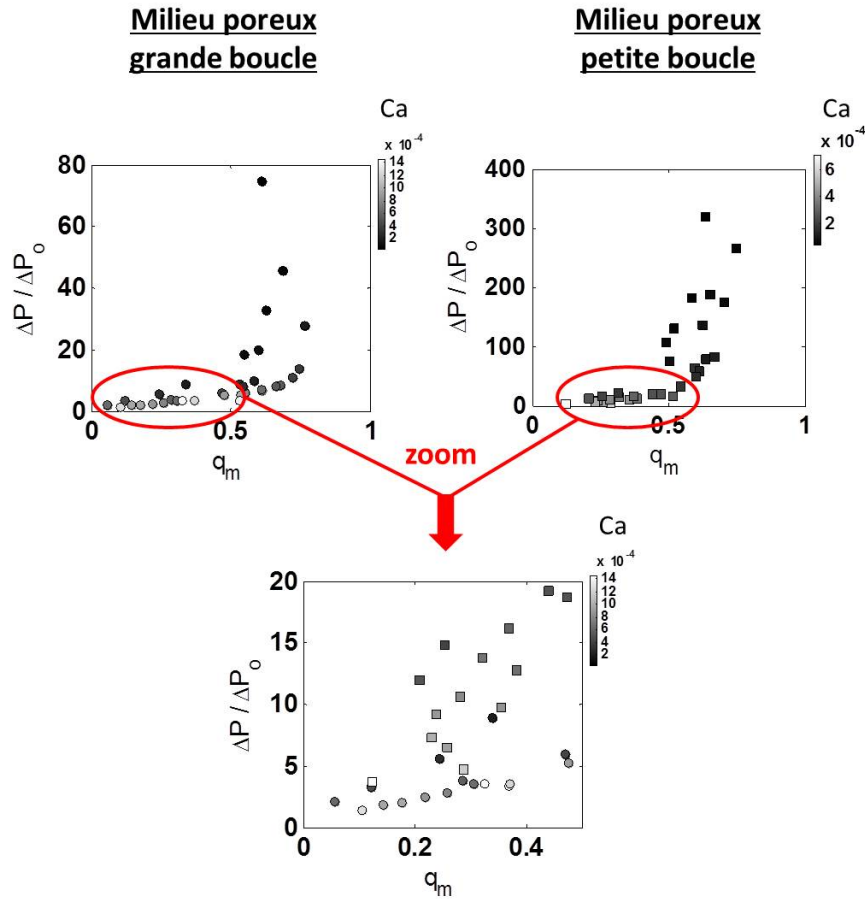 Milieu poreux
grande boucle
Milieu poreux
petite boucle
Ca
x 10⁻⁴
14
12
10
8
6
4
2
80
60
40
20
0
ΔP / ΔPₒ
0
0.5
1
qₘ
Ca
x 10⁻⁴
6
4
2
400
300
200
100
0
ΔP / ΔPₒ
0
0.5
1
qₘ
zoom
Ca
x 10⁻⁴
14
12
10
8
6
4
2
20
15
10
5
0
ΔP / ΔPₒ
0
0.2
0.4
qₘ